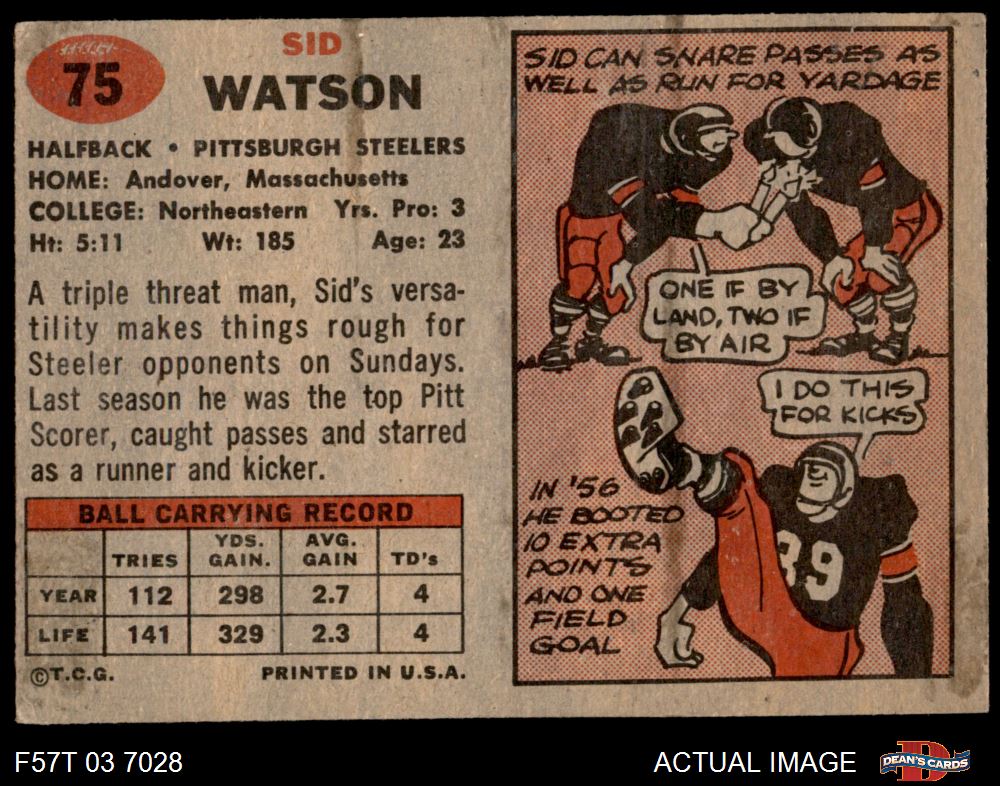 75
SID
WATSON
HALFBACK • PITTSBURGH STEELERS
HOME: Andover, Massachusetts
COLLEGE: Northeastern Yrs. Pro: 3
Ht: 5:11 Wt: 185 Age: 23
A triple threat man, Sid's versa-
tility makes things rough for
Steeler opponents on Sundays.
Last season he was the top Pitt
Scorer, caught passes and starred
as a runner and kicker.
BALL CARRYING RECORD
TRIES YDS. GAIN. AVG. GAIN TD's
YEAR 112 298 2.7 4
LIFE 141 329 2.3 4
©T.C.G. PRINTED IN U.S.A.
SID CAN SNARE PASSES AS
WELL AS RUN FOR YARDAGE
ONE IF BY
LAND, TWO IF
BY AIR
I DO THIS
FOR KICKS
IN '56
HE BOOTED
10 EXTRA
POINTS
AND ONE
FIELD
GOAL
39
F57T 03 7028
ACTUAL IMAGE
D
DEAN'S CARDS